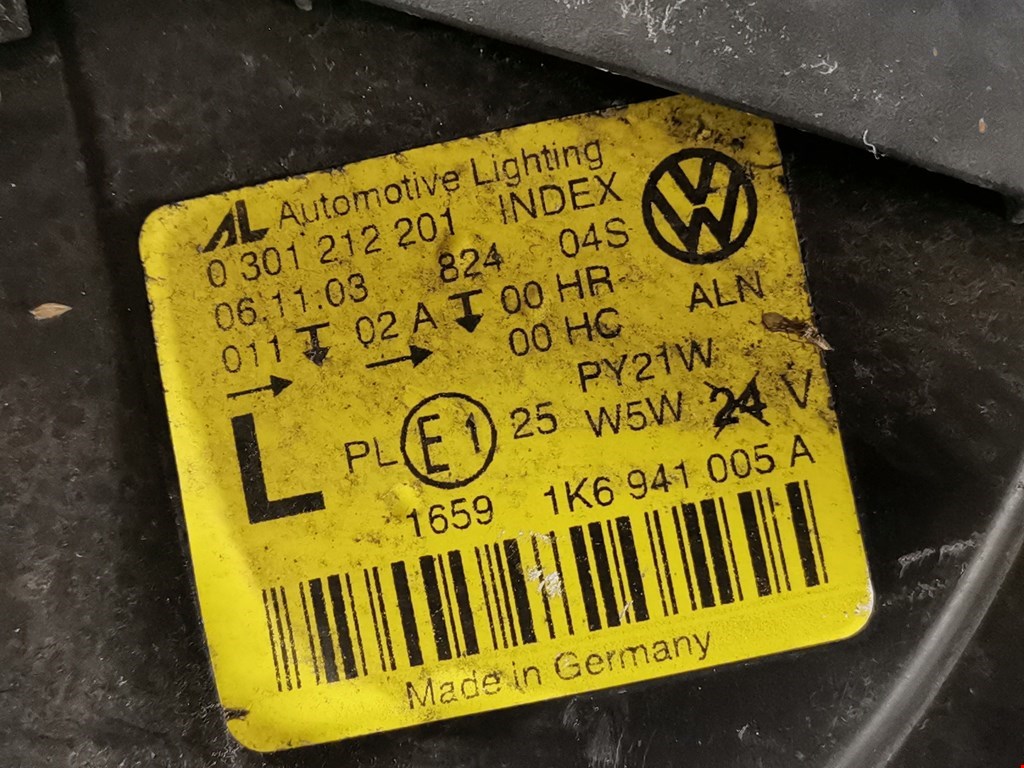 AL Automotive Lighting
0 301 212 201 INDEX
06.11.03 824 04S
011 02 A 00 HR ALN
00 HC
PY21W
L PL E1 25 W5W 24 V
1659 1K6 941 005 A
Made in Germany